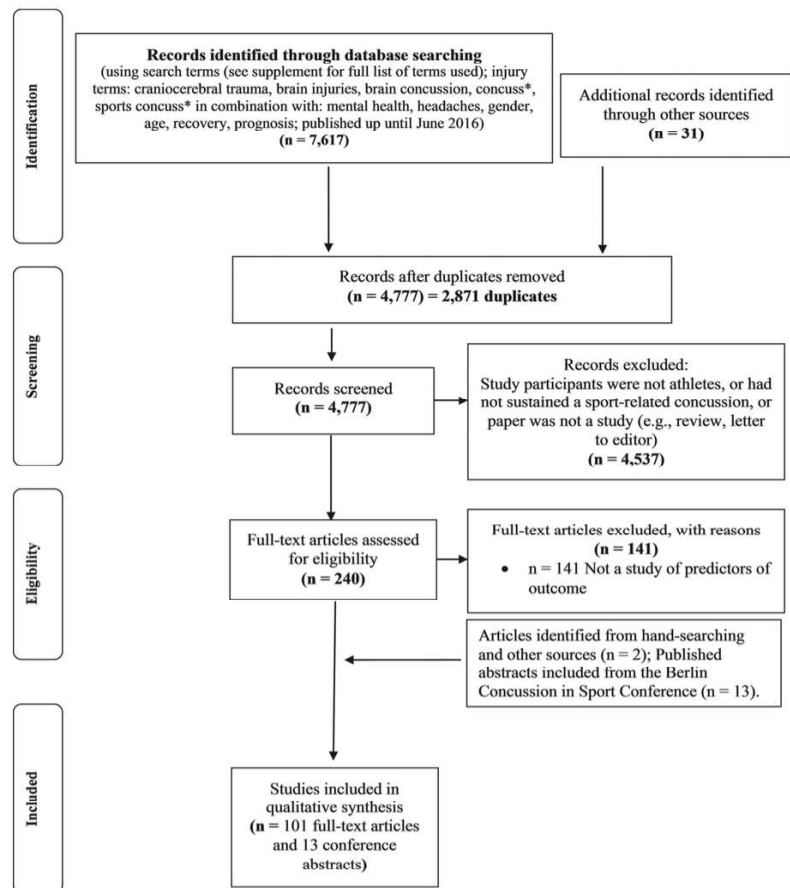 Identification
Records identified through database searching
(using search terms (see supplement for full list of terms used); injury
terms: craniocerebral trauma, brain injuries, brain concussion, concuss*,
sports concuss* in combination with: mental health, headaches, gender,
age, recovery, prognosis; published up until June 2016)
(n = 7,617)
Additional records identified
through other sources
(n = 31)
Screening
Records after duplicates removed
(n = 4,777) = 2,871 duplicates
Records screened
(n = 4,777)
Records excluded:
Study participants were not athletes, or had
not sustained a sport-related concussion, or
paper was not a study (e.g., review, letter
to editor)
(n = 4,537)
Eligibility
Full-text articles assessed
for eligibility
(n = 240)
Full-text articles excluded, with reasons
(n = 141)
• n = 141 Not a study of predictors of
outcome
Articles identified from hand-searching
and other sources (n = 2); Published
abstracts included from the Berlin
Concussion in Sport Conference (n = 13).
Included
Studies included in
qualitative synthesis
(n = 101 full-text articles
and 13 conference
abstracts)